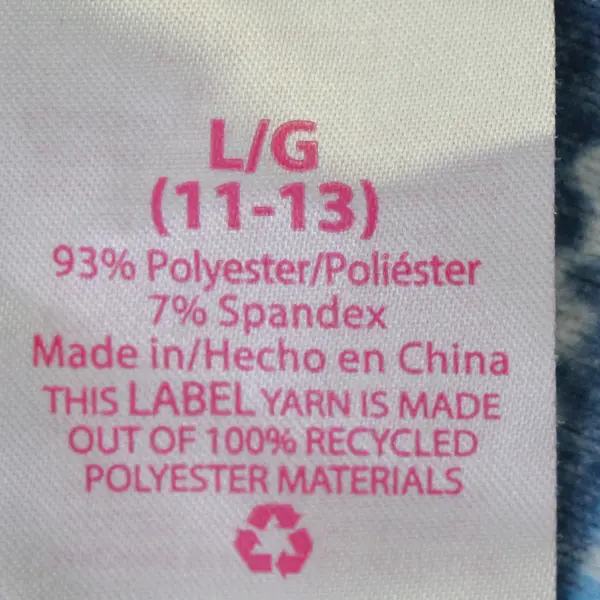 L/G
(11-13)
93% Polyester/Poliéster
7% Spandex
Made in/Hecho en China
THIS LABEL YARN IS MADE
OUT OF 100% RECYCLED
POLYESTER MATERIALS